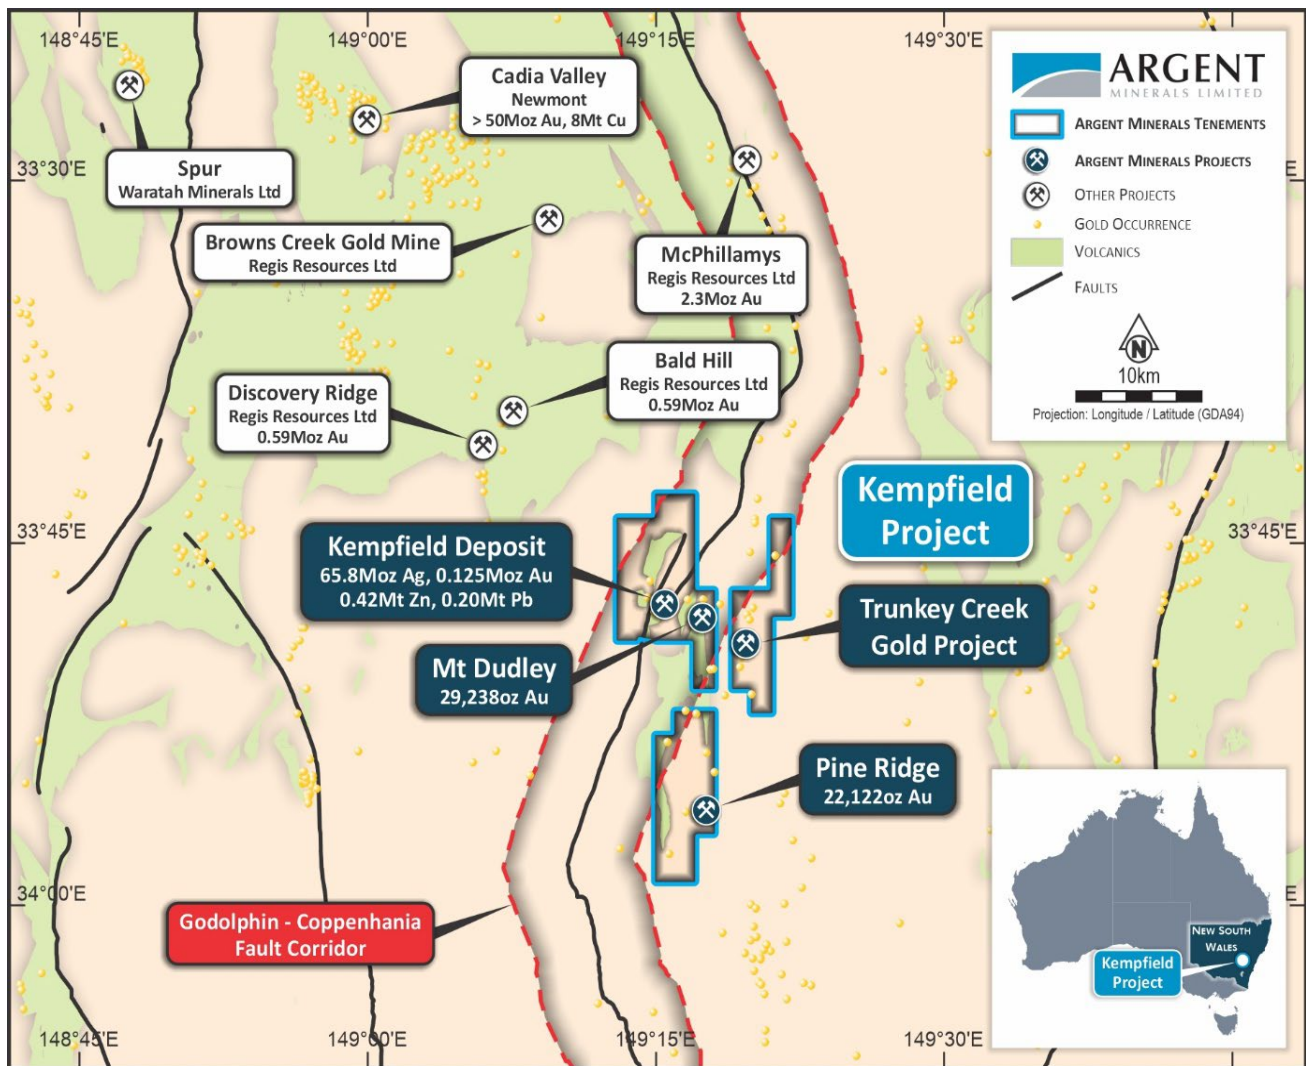 148°45'E
149°00'E
149°15'E
149°30'E
Cadia Valley
Newmont
> 50Moz Au, 8Mt Cu
ARGENT
MINERALS LIMITED
ARGENT MINERALS TENEMENTS
ARGENT MINERALS PROJECTS
OTHER PROJECTS
GOLD OCCURRENCE
VOLCANICS
FAULTS
N
10km
Projection: Longitude / Latitude (GDA94)
33°30'E
Spur
Waratah Minerals Ltd
Browns Creek Gold Mine
Regis Resources Ltd
McPhillamys
Regis Resources Ltd
2.3Moz Au
Bald Hill
Regis Resources Ltd
0.59Moz Au
Discovery Ridge
Regis Resources Ltd
0.59Moz Au
Kempfield
Project
33°45'E
33°45'E
Kempfield Deposit
65.8Moz Ag, 0.125Moz Au
0.42Mt Zn, 0.20Mt Pb
Trunkey Creek
Gold Project
Mt Dudley
29,238oz Au
Pine Ridge
22,122oz Au
34°00'E
Godolphin - Coppenhania
Fault Corridor
NEW SOUTH
WALES
Kempfield
Project
148°45'E
149°00'E
149°15'E
149°30'E